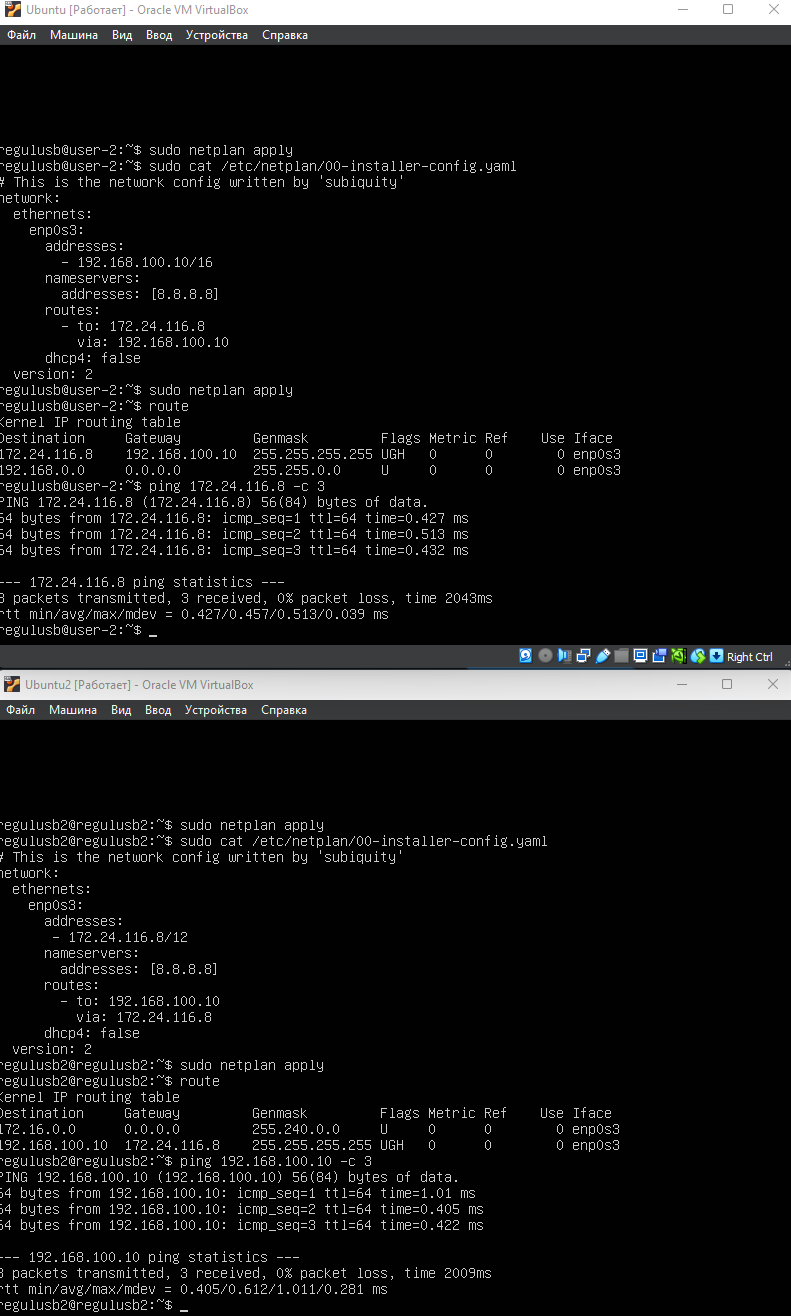 Ubuntu [Работает] - Oracle VM VirtualBox
Файл Машина Вид Ввод Устройства Справка
regulusb@user-2:~$ sudo netplan apply
regulusb@user-2:~$ sudo cat /etc/netplan/00-installer-config.yaml
# This is the network config written by 'subiquity'
network:
  ethernets:
    enp0s3:
      addresses:
        - 192.168.100.10/16
      nameservers:
        addresses: [8.8.8.8]
      routes:
        - to: 172.24.116.8
          via: 192.168.100.10
      dhcp4: false
  version: 2
regulusb@user-2:~$ sudo netplan apply
regulusb@user-2:~$ route
Kernel IP routing table
Destination     Gateway         Genmask         Flags Metric Ref    Use Iface
172.24.116.8    192.168.100.10  255.255.255.255 UGH   0      0        0 enp0s3
192.168.0.0     0.0.0.0         255.255.0.0     U     0      0        0 enp0s3
regulusb@user-2:~$ ping 172.24.116.8 -c 3
PING 172.24.116.8 (172.24.116.8) 56(84) bytes of data.
64 bytes from 172.24.116.8: icmp_seq=1 ttl=64 time=0.427 ms
64 bytes from 172.24.116.8: icmp_seq=2 ttl=64 time=0.513 ms
64 bytes from 172.24.116.8: icmp_seq=3 ttl=64 time=0.432 ms
--- 172.24.116.8 ping statistics ---
3 packets transmitted, 3 received, 0% packet loss, time 2043ms
rtt min/avg/max/mdev = 0.427/0.457/0.513/0.039 ms
regulusb@user-2:~$ _
Right Ctrl
Ubuntu2 [Работает] - Oracle VM VirtualBox
Файл Машина Вид Ввод Устройства Справка
regulusb2@regulusb2:~$ sudo netplan apply
regulusb2@regulusb2:~$ sudo cat /etc/netplan/00-installer-config.yaml
# This is the network config written by 'subiquity'
network:
  ethernets:
    enp0s3:
      addresses:
       - 172.24.116.8/12
      nameservers:
        addresses: [8.8.8.8]
      routes:
        - to: 192.168.100.10
          via: 172.24.116.8
      dhcp4: false
  version: 2
regulusb2@regulusb2:~$ sudo netplan apply
regulusb2@regulusb2:~$ route
Kernel IP routing table
Destination     Gateway         Genmask         Flags Metric Ref    Use Iface
172.16.0.0      0.0.0.0         255.240.0.0     U     0      0        0 enp0s3
192.168.100.10  172.24.116.8    255.255.255.255 UGH   0      0        0 enp0s3
regulusb2@regulusb2:~$ ping 192.168.100.10 -c 3
PING 192.168.100.10 (192.168.100.10) 56(84) bytes of data.
64 bytes from 192.168.100.10: icmp_seq=1 ttl=64 time=1.01 ms
64 bytes from 192.168.100.10: icmp_seq=2 ttl=64 time=0.405 ms
64 bytes from 192.168.100.10: icmp_seq=3 ttl=64 time=0.422 ms
--- 192.168.100.10 ping statistics ---
3 packets transmitted, 3 received, 0% packet loss, time 2009ms
rtt min/avg/max/mdev = 0.405/0.612/1.011/0.281 ms
regulusb2@regulusb2:~$ _